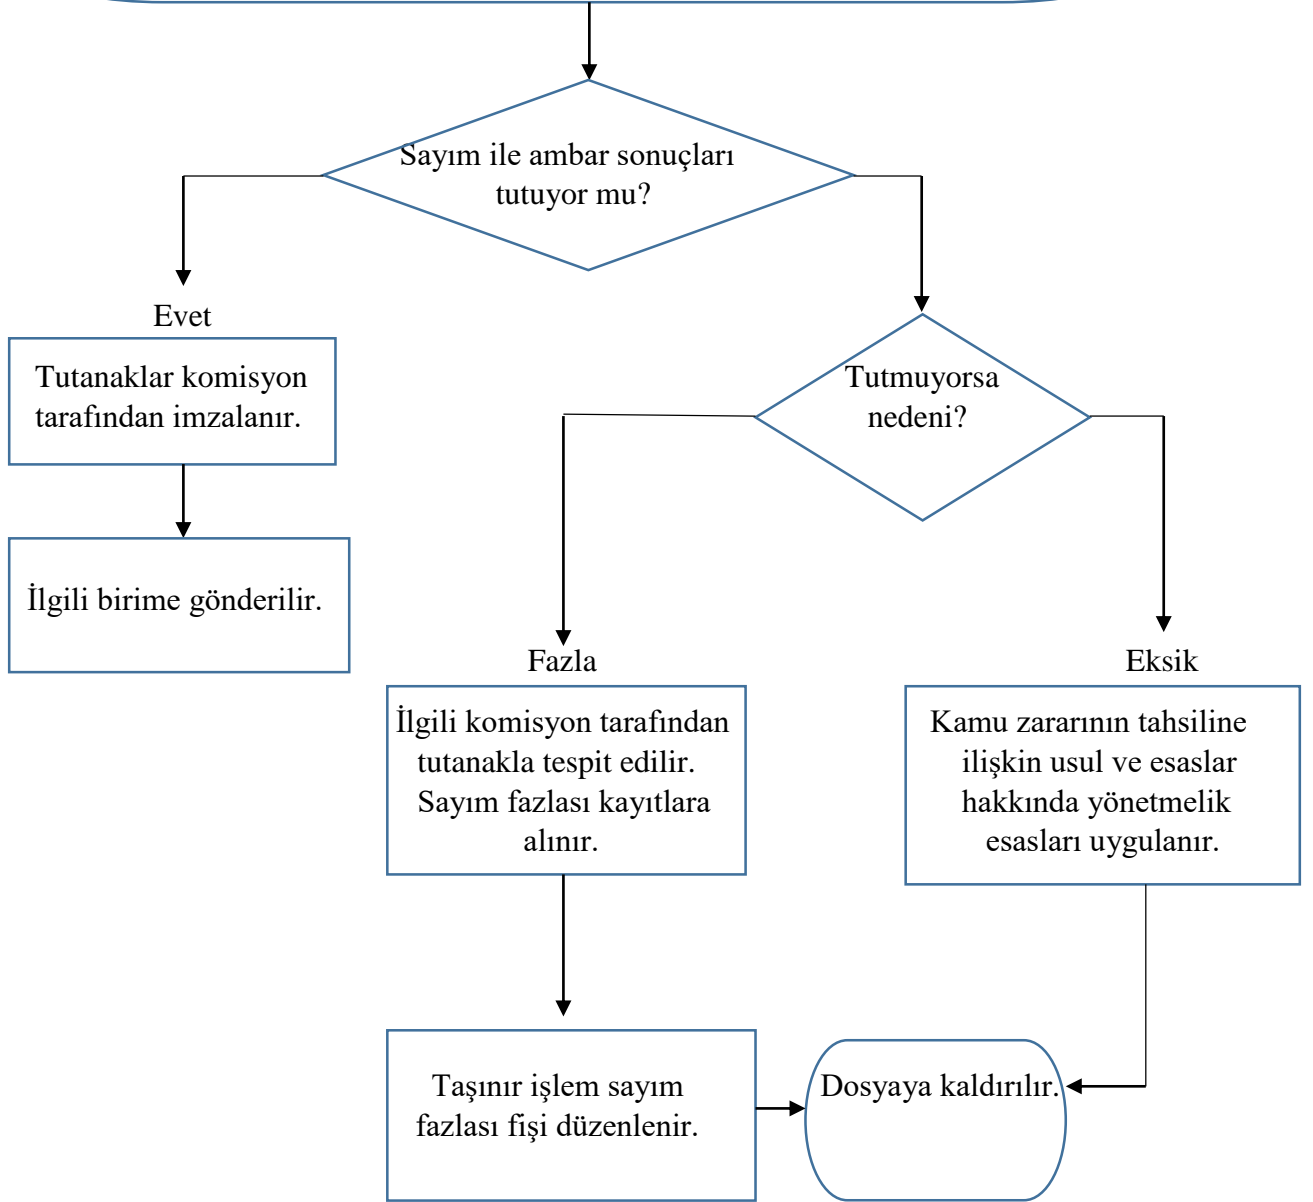 Sayım ile ambar sonuçları
tutuyor mu?
Evet
Tutanaklar komisyon
tarafından imzalanır.
İlgili birime gönderilir.
Tutmuyorsa
nedeni?
Fazla
İlgili komisyon tarafından
tutanakla tespit edilir.
Sayım fazlası kayıtlara
alınır.
Eksik
Kamu zararının tahsiline
ilişkin usul ve esaslar
hakkında yönetmelik
esasları uygulanır.
Taşınır işlem sayım
fazlası fişi düzenlenir.
Dosyaya kaldırılır.